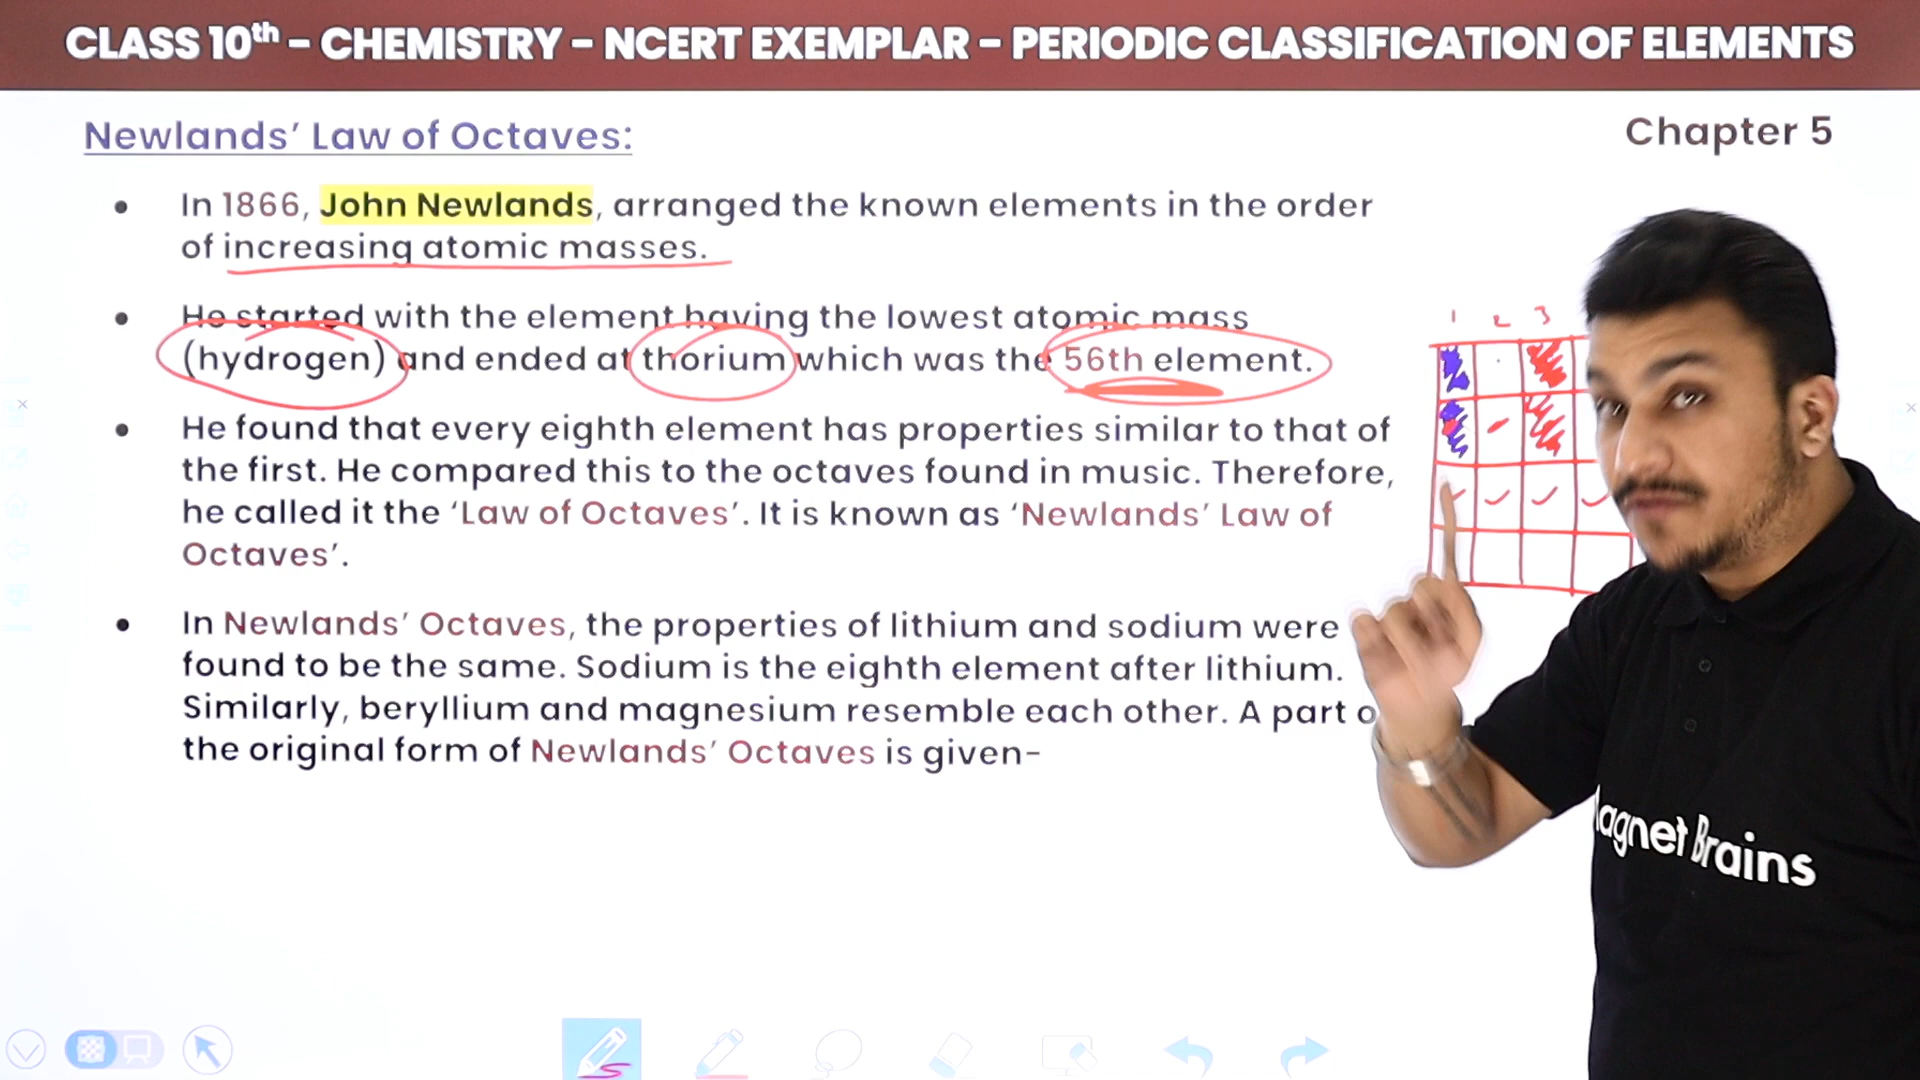 CLASS 10th – CHEMISTRY – NCERT EXEMPLAR – PERIODIC CLASSIFICATION OF ELEMENTS
Newlands' Law of Octaves:
Chapter 5
• In 1866, John Newlands, arranged the known elements in the order
of increasing atomic masses.
• He started with the element having the lowest atomic mass
(hydrogen) and ended at thorium which was the 56th element.
• He found that every eighth element has properties similar to that of
the first. He compared this to the octaves found in music. Therefore,
he called it the 'Law of Octaves'. It is known as 'Newlands' Law of
Octaves'.
• In Newlands' Octaves, the properties of lithium and sodium were
found to be the same. Sodium is the eighth element after lithium.
Similarly, beryllium and magnesium resemble each other. A part o
the original form of Newlands' Octaves is given-
1 2 3
agnet Brains